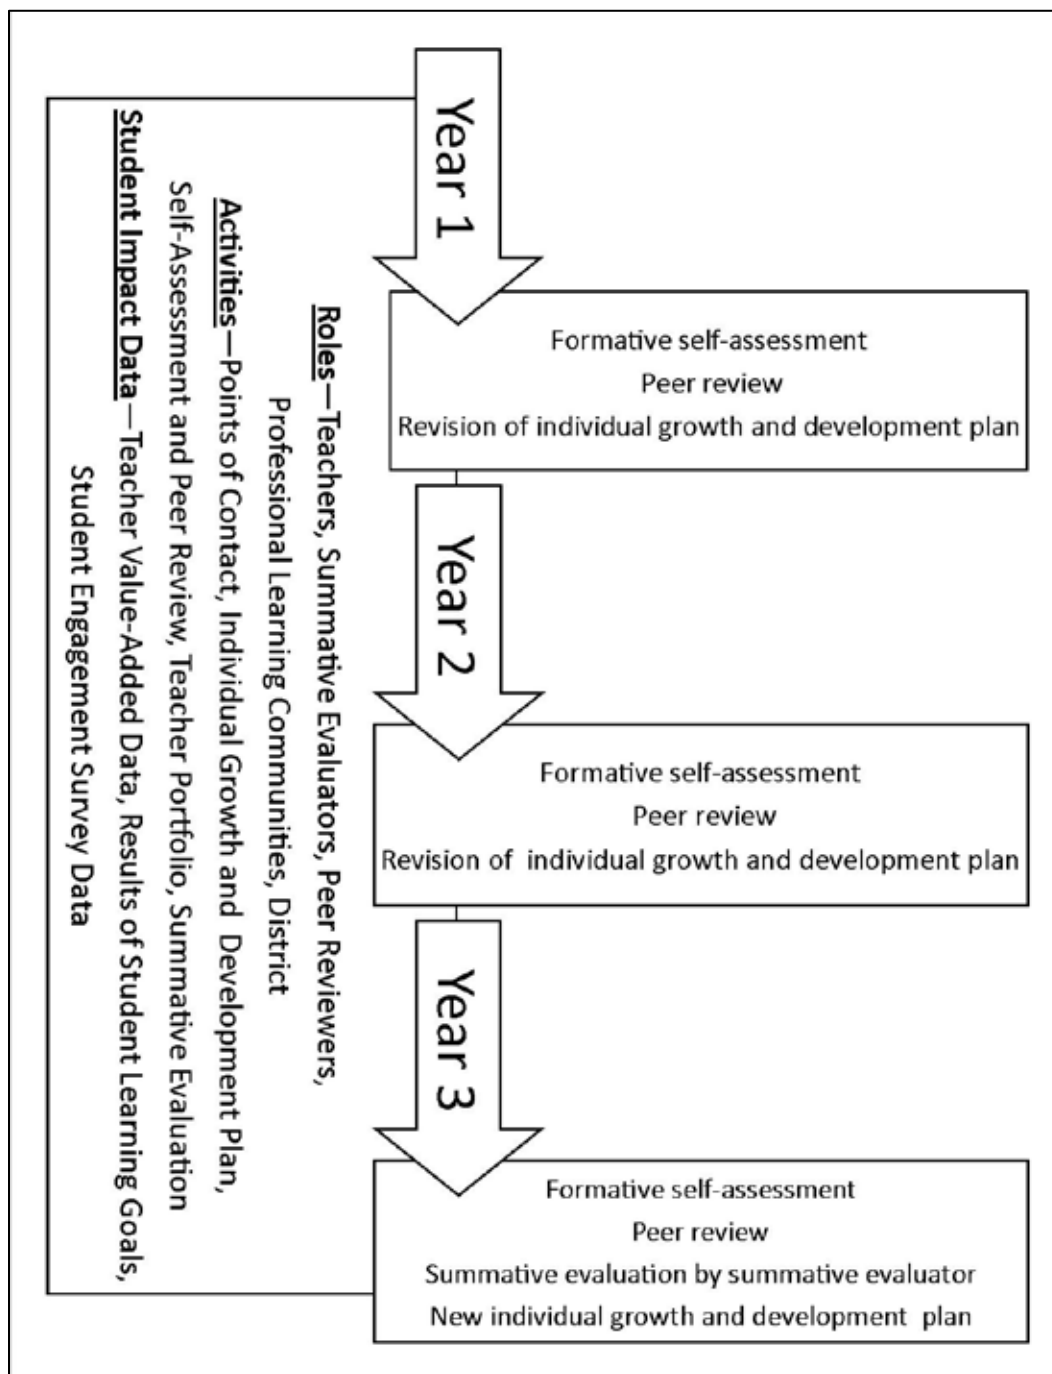 Year 1
Formative self-assessment
Peer review
Revision of individual growth and development plan
Year 2
Formative self-assessment
Peer review
Revision of individual growth and development plan
Year 3
Formative self-assessment
Peer review
Summative evaluation by summative evaluator
New individual growth and development plan
Roles—Teachers, Summative Evaluators, Peer Reviewers,
Professional Learning Communities, District
Activities—Points of Contact, Individual Growth and Development Plan,
Self-Assessment and Peer Review, Teacher Portfolio, Summative Evaluation
Student Impact Data—Teacher Value-Added Data, Results of Student Learning Goals,
Student Engagement Survey Data